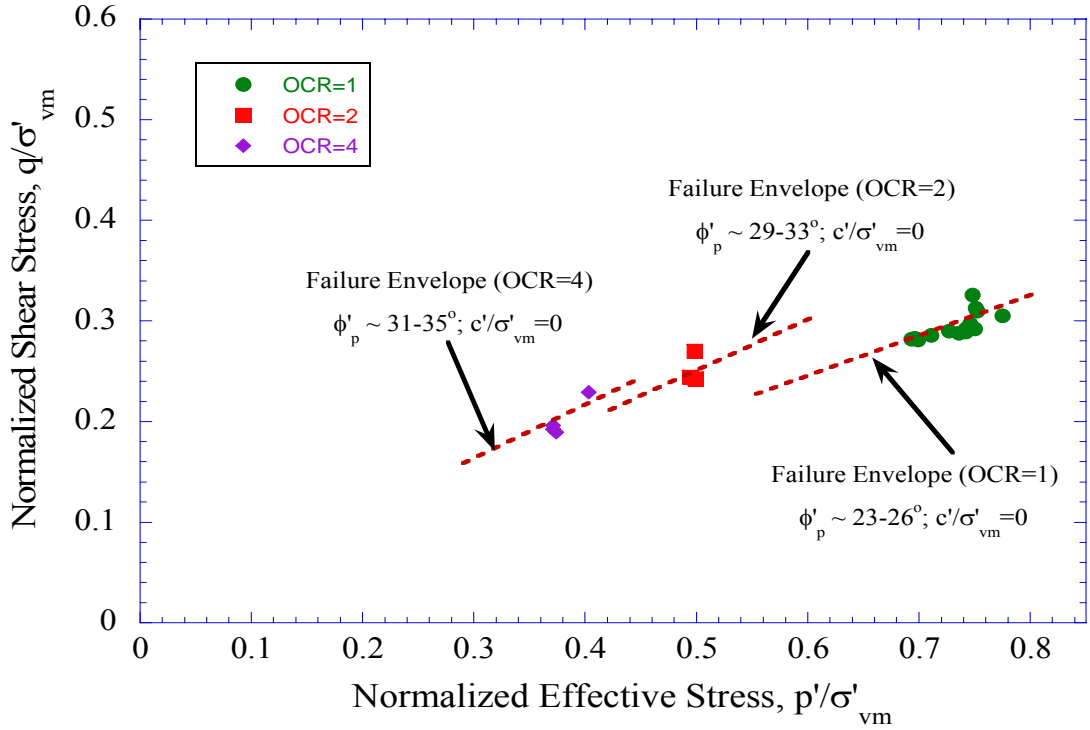 0.6
0.5
0.4
0.3
0.2
0.1
0
Normalized Shear Stress, q/σ'vm
OCR=1
OCR=2
OCR=4
Failure Envelope (OCR=2)
ϕ'p ~ 29-33°; c'/σ'vm=0
Failure Envelope (OCR=4)
ϕ'p ~ 31-35°; c'/σ'vm=0
Failure Envelope (OCR=1)
ϕ'p ~ 23-26°; c'/σ'vm=0
0 0.1 0.2 0.3 0.4 0.5 0.6 0.7 0.8
Normalized Effective Stress, p'/σ'vm